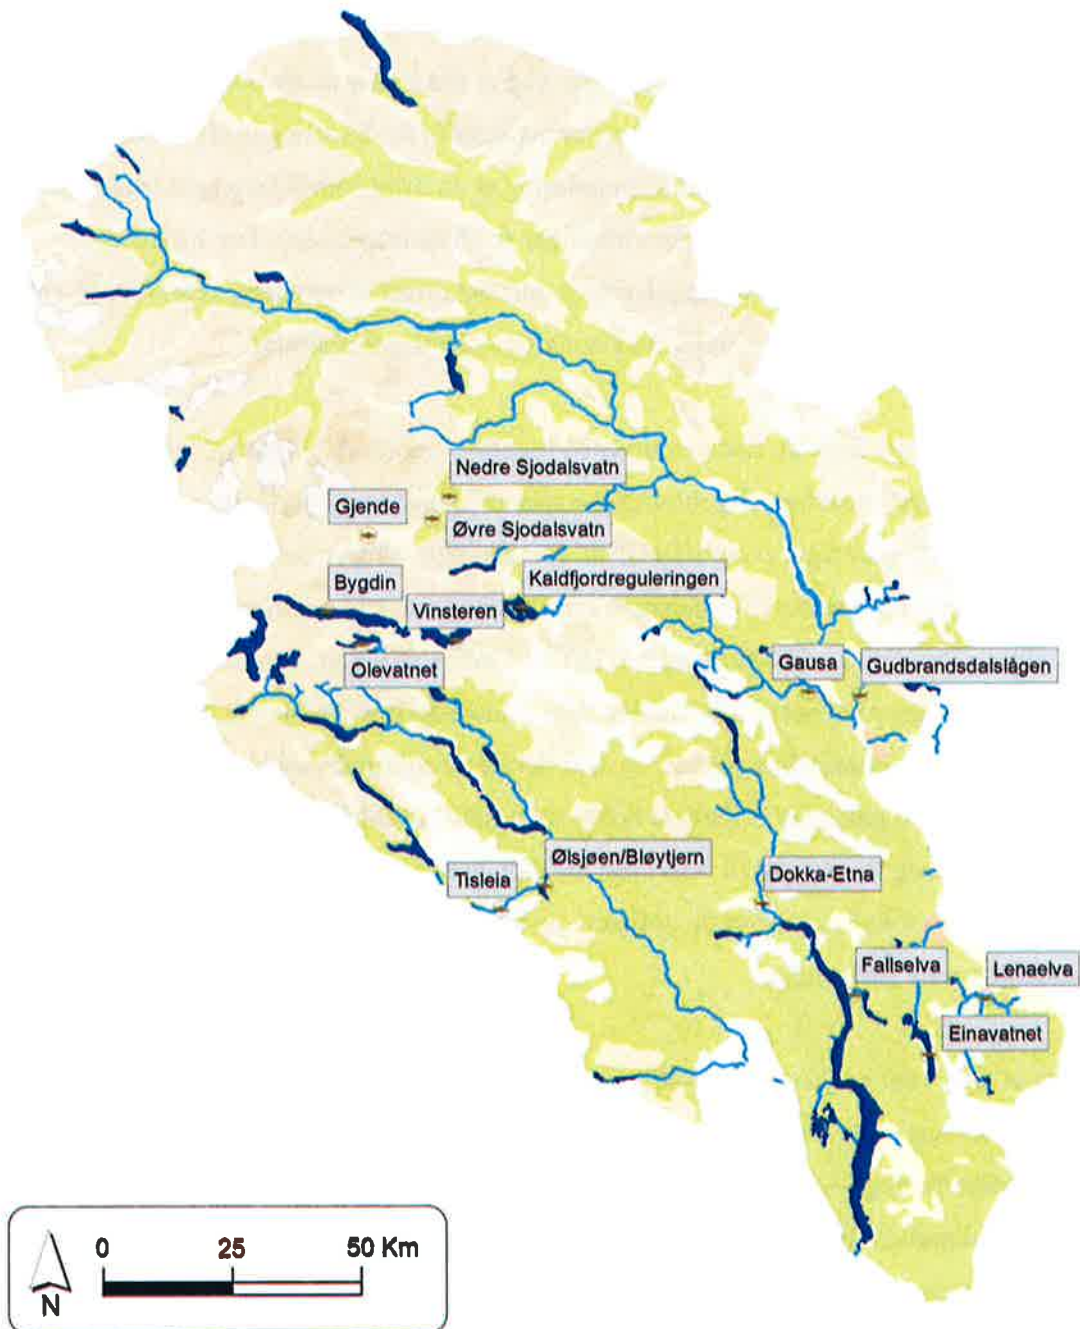 Nedre Sjodalsvatn
Gjende
Øvre Sjodalsvatn
Bygdin
Kaldfjordreguleringen
Vinsteren
Olevatnet
Gausa
Gudbrandsdalslågen
Ølsjøen/Bløytjern
Tisleia
Dokka-Etna
Fallselva
Lenaelva
Einavatnet
0 25 50 Km
N